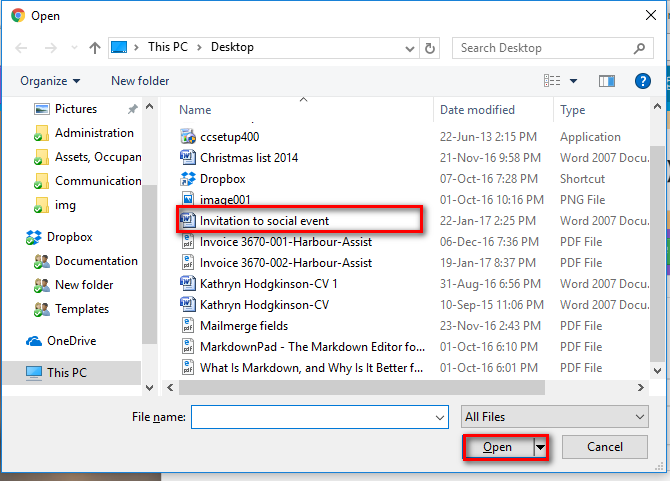 Open
This PC > Desktop
Search Desktop
Organize New folder
Name Date modified Type
Pictures
Administration
Assets, Occupan
Communication
img
Dropbox
Documentation
New folder
Templates
OneDrive
This PC
ccsetup400 22-Jun-13 2:15 PM Application
Christmas list 2014 21-Nov-16 9:58 PM Word 2007 Docu...
Dropbox 07-Oct-16 7:28 PM Shortcut
image001 01-Oct-16 10:16 PM PNG File
Invitation to social event 22-Jan-17 2:25 PM Word 2007 Docu...
Invoice 3670-001-Harbour-Assist 06-Dec-16 7:36 PM PDF File
Invoice 3670-002-Harbour-Assist 19-Jan-17 8:37 PM PDF File
Kathryn Hodgkinson-CV 1 31-Aug-16 6:56 PM Word 2007 Docu...
Kathryn Hodgkinson-CV 10-Sep-15 11:06 PM Word 2007 Docu...
Mailmerge fields 23-Nov-16 2:43 PM PDF File
MarkdownPad - The Markdown Editor fo... 01-Oct-16 6:10 PM PDF File
What Is Markdown, and Why Is It Better f... 01-Oct-16 6:01 PM PDF File
File name: All Files
Open Cancel